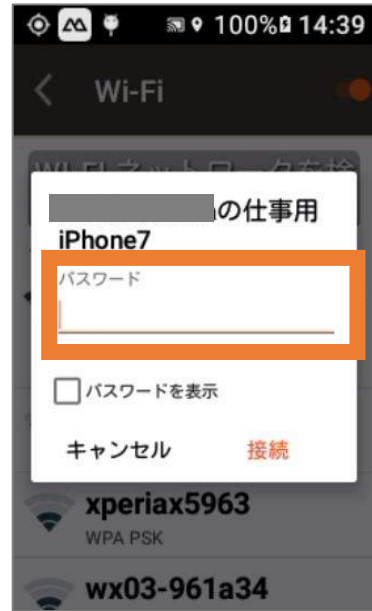 100% 14:39
Wi-Fi
の仕事用
iPhone7
パスワード
パスワードを表示
キャンセル 接続
xperiax5963
WPA PSK
wx03-961a34